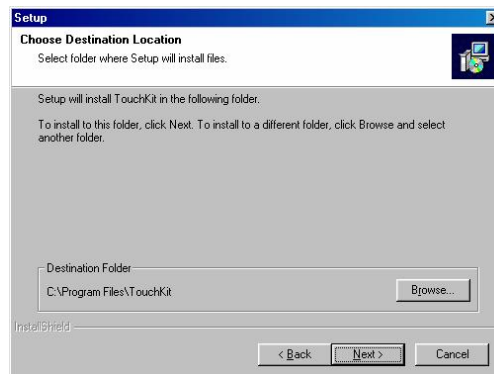 Setup
Choose Destination Location
Select folder where Setup will install files.
Setup will install TouchKit in the following folder.
To install to this folder, click Next. To install to a different folder, click Browse and select
another folder.
Destination Folder
C:\Program Files\TouchKit
Browse...
InstallShield
< Back
Next >
Cancel